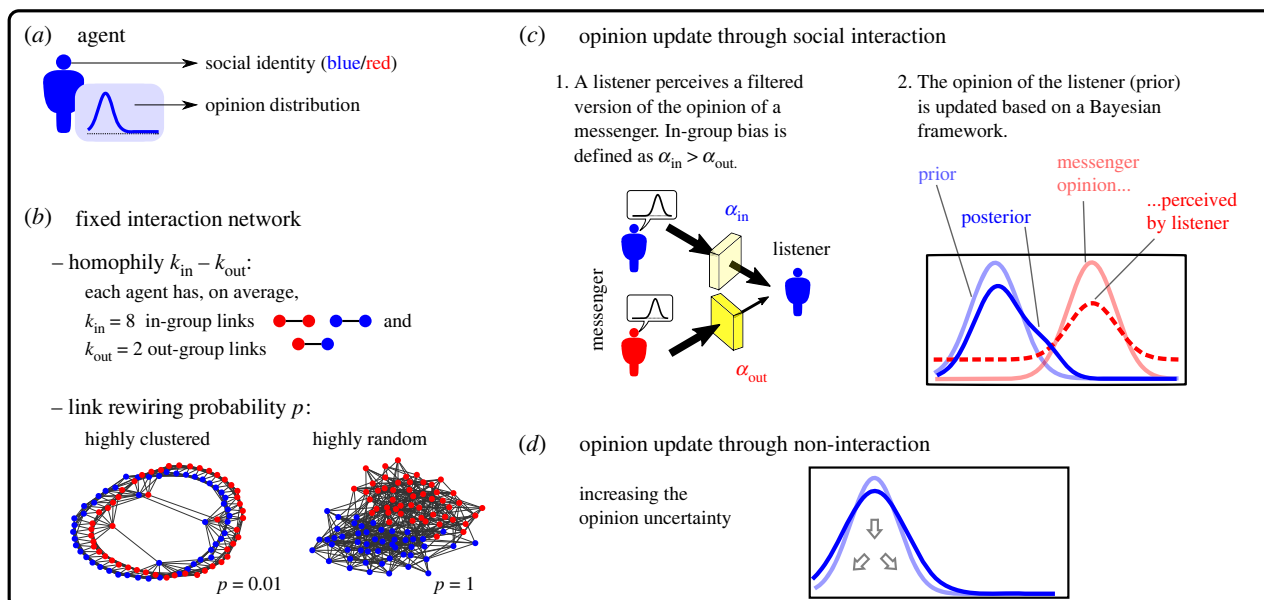 (a) agent
social identity (blue/red)
opinion distribution
(b) fixed interaction network
– homophily k_in – k_out:
each agent has, on average,
k_in = 8 in-group links and
k_out = 2 out-group links
– link rewiring probability p:
highly clustered
highly random
p = 0.01
p = 1
(c) opinion update through social interaction
1. A listener perceives a filtered
version of the opinion of a
messenger. In-group bias is
defined as α_in > α_out.
messenger
α_in
listener
α_out
2. The opinion of the listener (prior)
is updated based on a Bayesian
framework.
prior
messenger
opinion...
posterior
...perceived
by listener
(d) opinion update through non-interaction
increasing the
opinion uncertainty